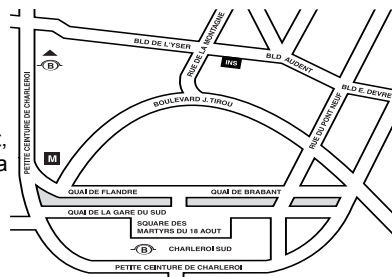 BLD DE L'YSER
RUE DE LA MONTAGNE
BLD AUDENT
INS
BLD E. DEVRE
B
PETITE CEINTURE DE CHARLEROI
BOULEVARD J. TIROU
RUE DU PONT NEUF
M
,
a
QUAI DE FLANDRE
QUAI DE BRABANT
QUAI DE LA GARE DU SUD
SQUARE DES
MARTYRS DU 18 AOUT
B
CHARLEROI SUD
PETITE CEINTURE DE CHARLEROI